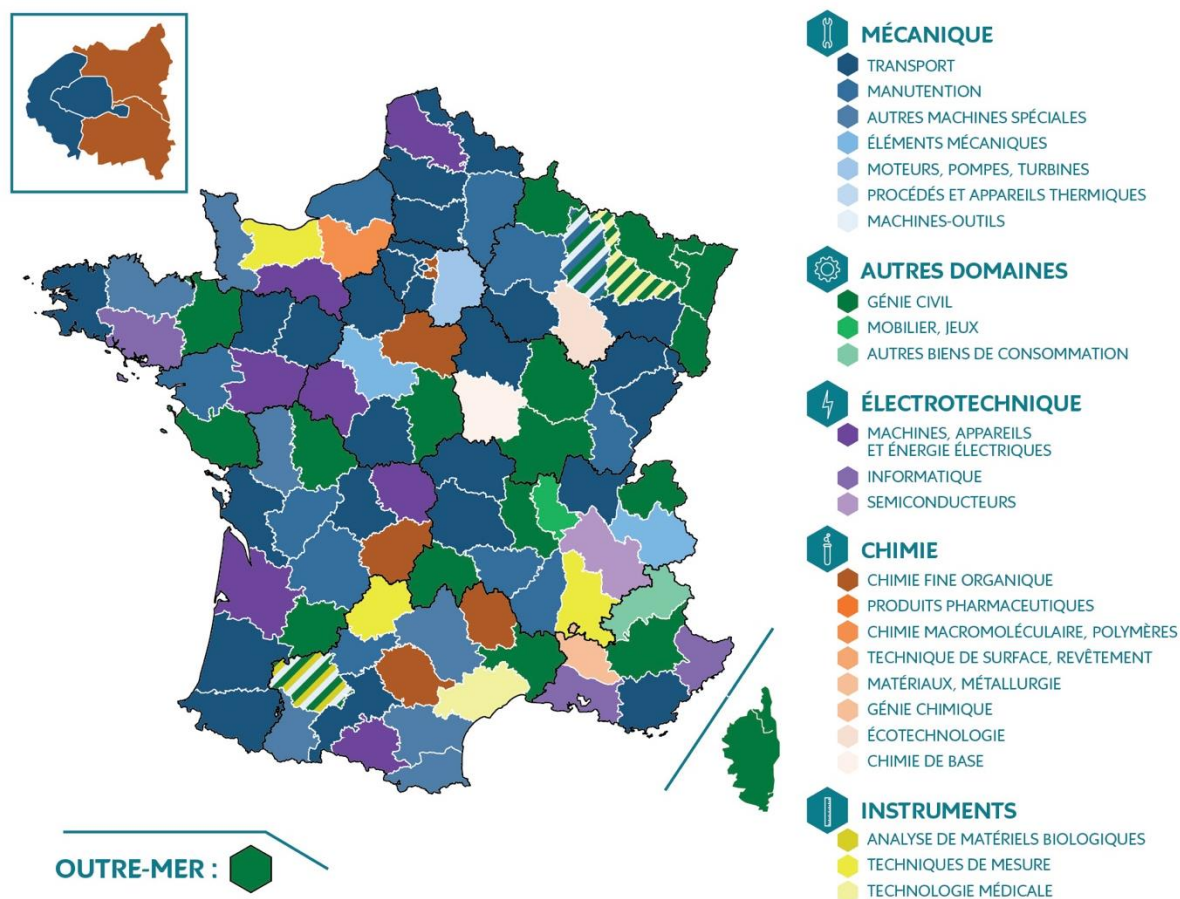 MÉCANIQUE
TRANSPORT
MANUTENTION
AUTRES MACHINES SPÉCIALES
ÉLÉMENTS MÉCANIQUES
MOTEURS, POMPES, TURBINES
PROCÉDÉS ET APPAREILS THERMIQUES
MACHINES-OUTILS
AUTRES DOMAINES
GÉNIE CIVIL
MOBILIER, JEUX
AUTRES BIENS DE CONSOMMATION
ÉLECTROTECHNIQUE
MACHINES, APPAREILS
ET ÉNERGIE ÉLECTRIQUES
INFORMATIQUE
SEMICONDUCTEURS
CHIMIE
CHIMIE FINE ORGANIQUE
PRODUITS PHARMACEUTIQUES
CHIMIE MACROMOLÉCULAIRE, POLYMÈRES
TECHNIQUE DE SURFACE, REVÊTEMENT
MATÉRIAUX, MÉTALLURGIE
GÉNIE CHIMIQUE
ÉCOTECHNOLOGIE
CHIMIE DE BASE
INSTRUMENTS
ANALYSE DE MATÉRIELS BIOLOGIQUES
TECHNIQUES DE MESURE
TECHNOLOGIE MÉDICALE
OUTRE-MER :